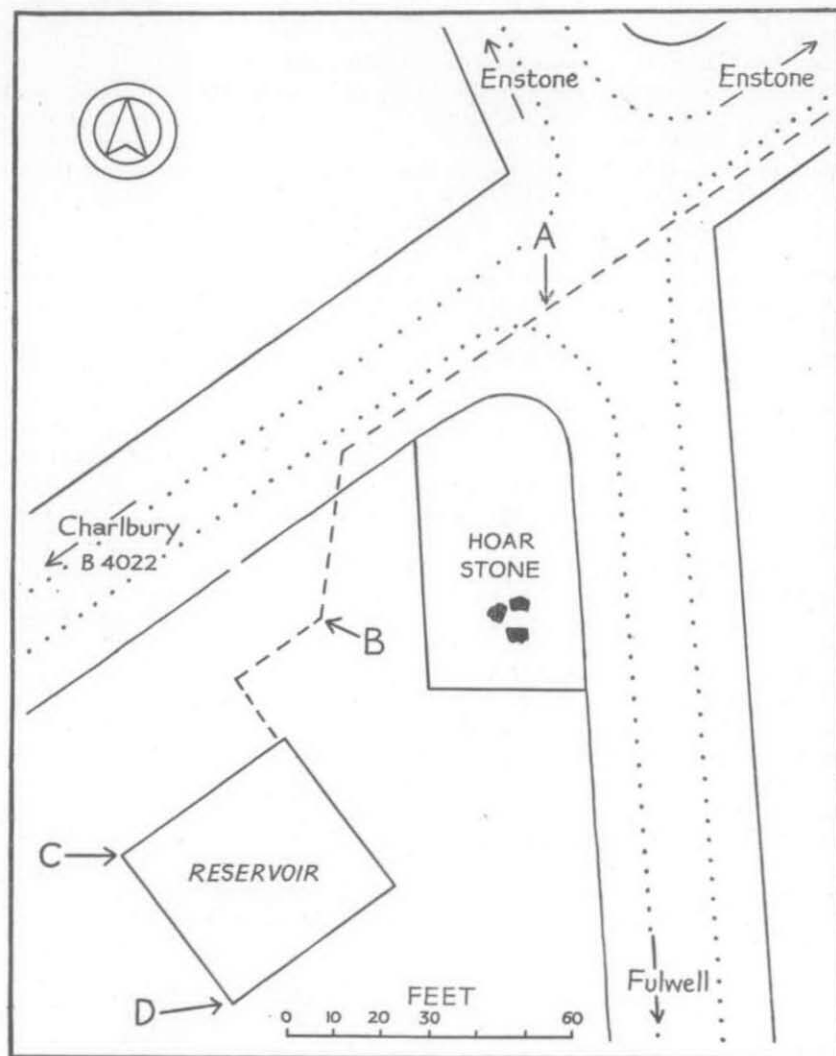 Enstone
Enstone
A
Charlbury
B 4022
HOAR
STONE
B
C
RESERVOIR
D
FEET
0 10 20 30 60
Fulwell